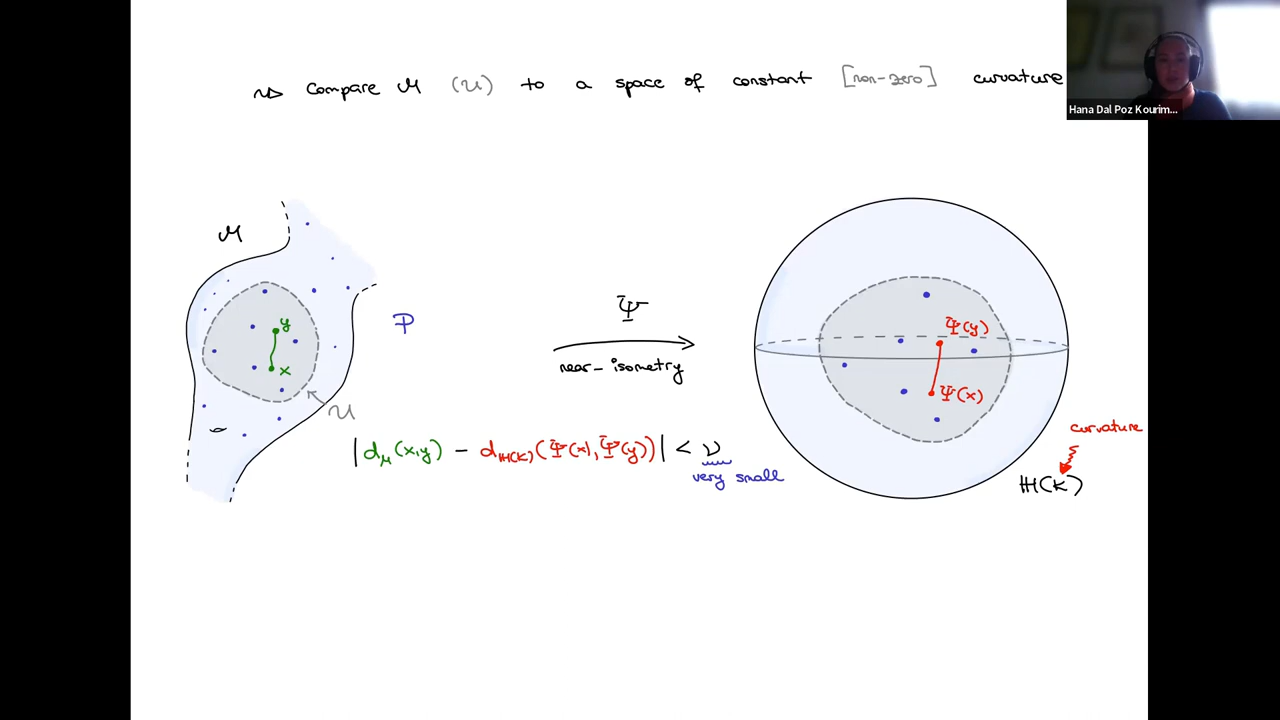 ⇝ Compare M (U) to a space of constant [non-zero] curvature
Hana Dal Poz Kourim...
M
y
x
P
U
Ψ
near-isometry
Ψ(y)
Ψ(x)
|d_M(x,y) - d_ℍ(K)(Ψ(x),Ψ(y))| < ν
very small
curvature
ℍ(K)